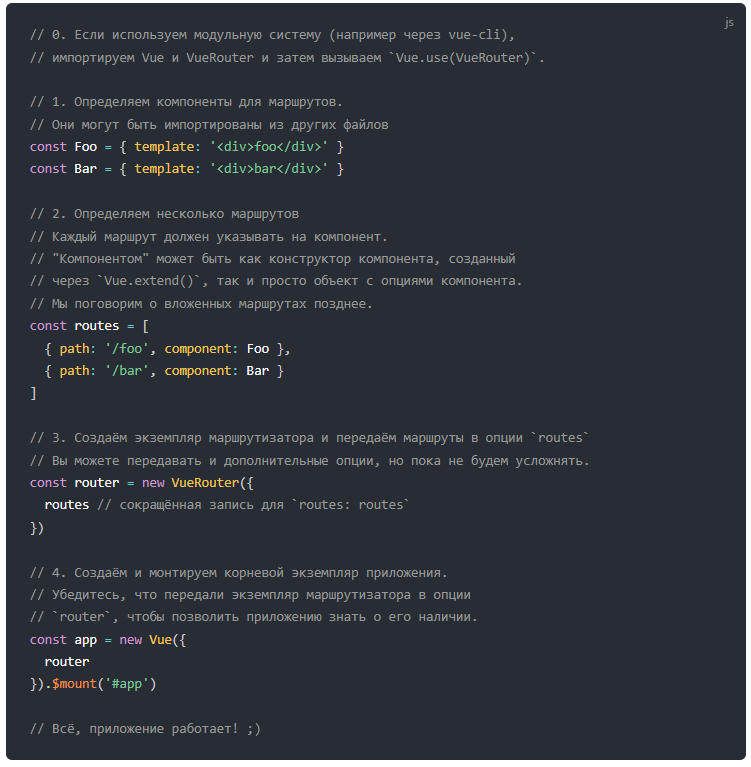 js
// 0. Если используем модульную систему (например через vue-cli),
// импортируем Vue и VueRouter и затем вызываем `Vue.use(VueRouter)`.
// 1. Определяем компоненты для маршрутов.
// Они могут быть импортированы из других файлов
const Foo = { template: '<div>foo</div>' }
const Bar = { template: '<div>bar</div>' }
// 2. Определяем несколько маршрутов
// Каждый маршрут должен указывать на компонент.
// "Компонентом" может быть как конструктор компонента, созданный
// через `Vue.extend()`, так и просто объект с опциями компонента.
// Мы поговорим о вложенных маршрутах позднее.
const routes = [
  { path: '/foo', component: Foo },
  { path: '/bar', component: Bar }
]
// 3. Создаём экземпляр маршрутизатора и передаём маршруты в опции `routes`
// Вы можете передавать и дополнительные опции, но пока не будем усложнять.
const router = new VueRouter({
  routes // сокращённая запись для `routes: routes`
})
// 4. Создаём и монтируем корневой экземпляр приложения.
// Убедитесь, что передали экземпляр маршрутизатора в опции
// `router`, чтобы позволить приложению знать о его наличии.
const app = new Vue({
  router
}).$mount('#app')
// Всё, приложение работает! ;)